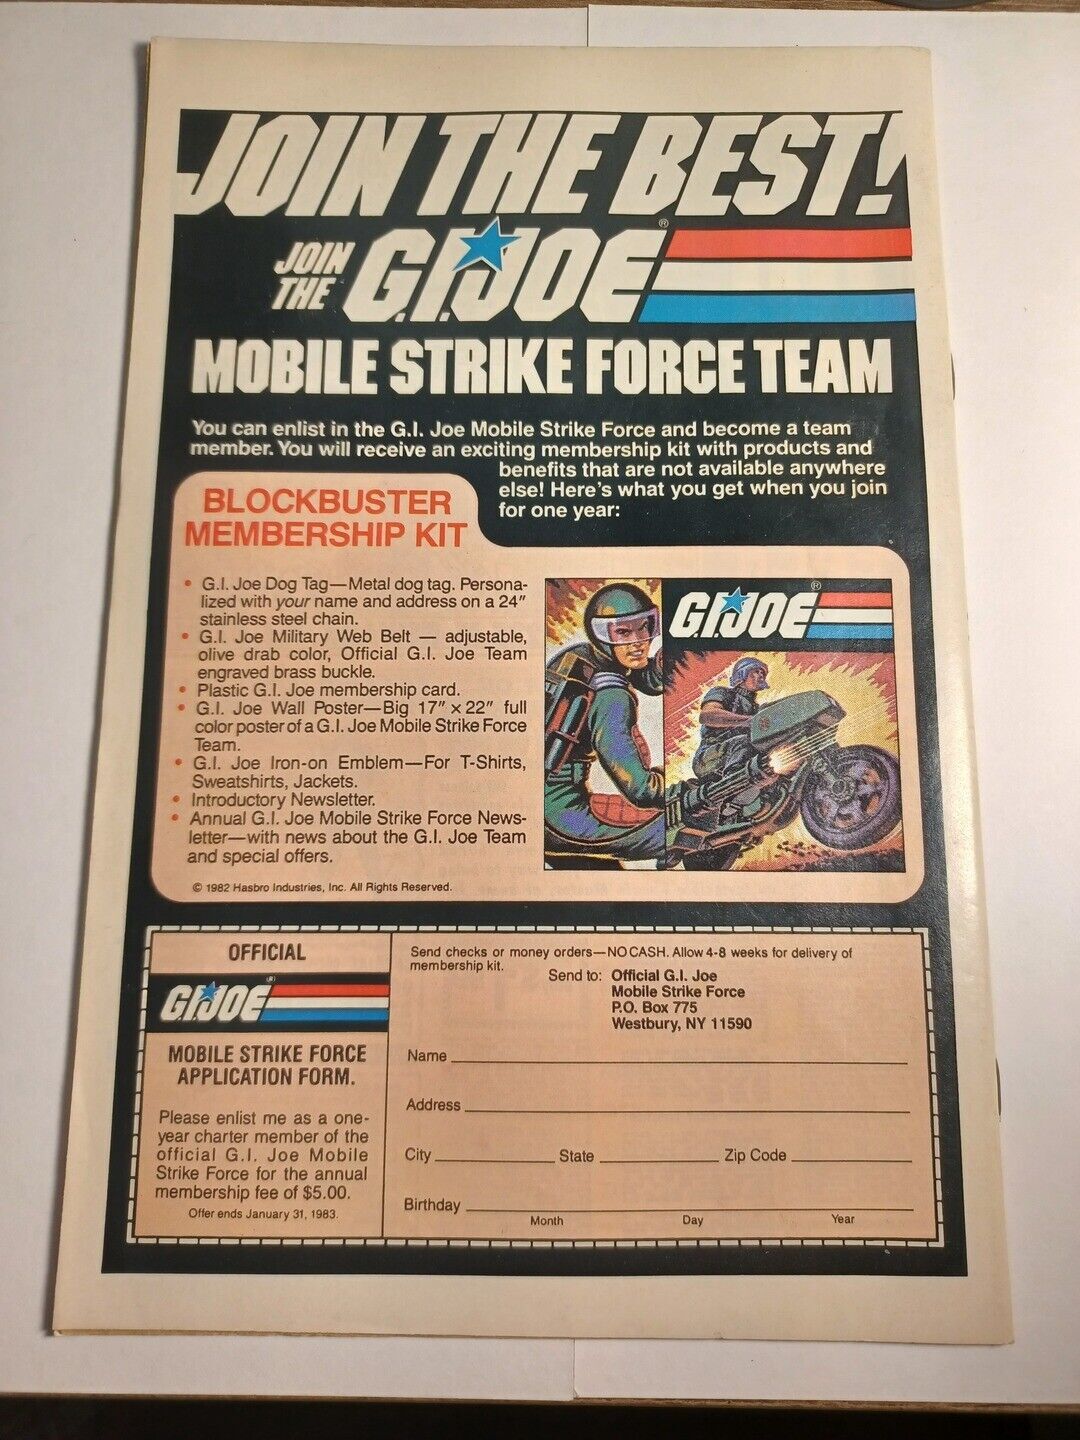 JOIN THE BEST!
JOIN
THE
G.I. JOE®
MOBILE STRIKE FORCE TEAM
You can enlist in the G.I. Joe Mobile Strike Force and become a team
member. You will receive an exciting membership kit with products and
benefits that are not available anywhere
else! Here's what you get when you join
for one year:
BLOCKBUSTER
MEMBERSHIP KIT
• G.I. Joe Dog Tag—Metal dog tag. Persona-
lized with your name and address on a 24"
stainless steel chain.
• G.I. Joe Military Web Belt — adjustable,
olive drab color, Official G.I. Joe Team
engraved brass buckle.
• Plastic G.I. Joe membership card.
• G.I. Joe Wall Poster—Big 17" × 22" full
color poster of a G.I. Joe Mobile Strike Force
Team.
• G.I. Joe Iron-on Emblem—For T-Shirts,
Sweatshirts, Jackets.
• Introductory Newsletter.
• Annual G.I. Joe Mobile Strike Force News-
letter—with news about the G.I. Joe Team
and special offers.
© 1982 Hasbro Industries, Inc. All Rights Reserved.
G.I. JOE®
OFFICIAL
G.I. JOE®
MOBILE STRIKE FORCE
APPLICATION FORM.
Please enlist me as a one-
year charter member of the
official G.I. Joe Mobile
Strike Force for the annual
membership fee of $5.00.
Offer ends January 31, 1983.
Send checks or money orders—NO CASH. Allow 4-8 weeks for delivery of
membership kit.
Send to: Official G.I. Joe
Mobile Strike Force
P.O. Box 775
Westbury, NY 11590
Name
Address
City State Zip Code
Birthday
Month Day Year